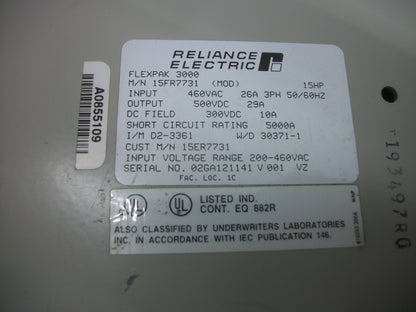 RELIANCE
ELECTRIC
FLEXPAK 3000
M/N 15FR7731 (MOD) 15HP
INPUT 460VAC 26A 3PH 50/60HZ
OUTPUT 500VDC 29A
DC FIELD 300VDC 10A
SHORT CIRCUIT RATING 5000A
I/M D2-3361 W/D 30371-1
CUST M/N 15ER7731
INPUT VOLTAGE RANGE 200-460VAC
SERIAL NO. 02GA121141 V 001 VZ
FAC. LOC. 1C
A0855109
UL UL LISTED IND.
CONT. EQ 882R
ALSO CLASSIFIED BY UNDERWRITERS LABORATORIES
INC. IN ACCORDANCE WITH IEC PUBLICATION 146.